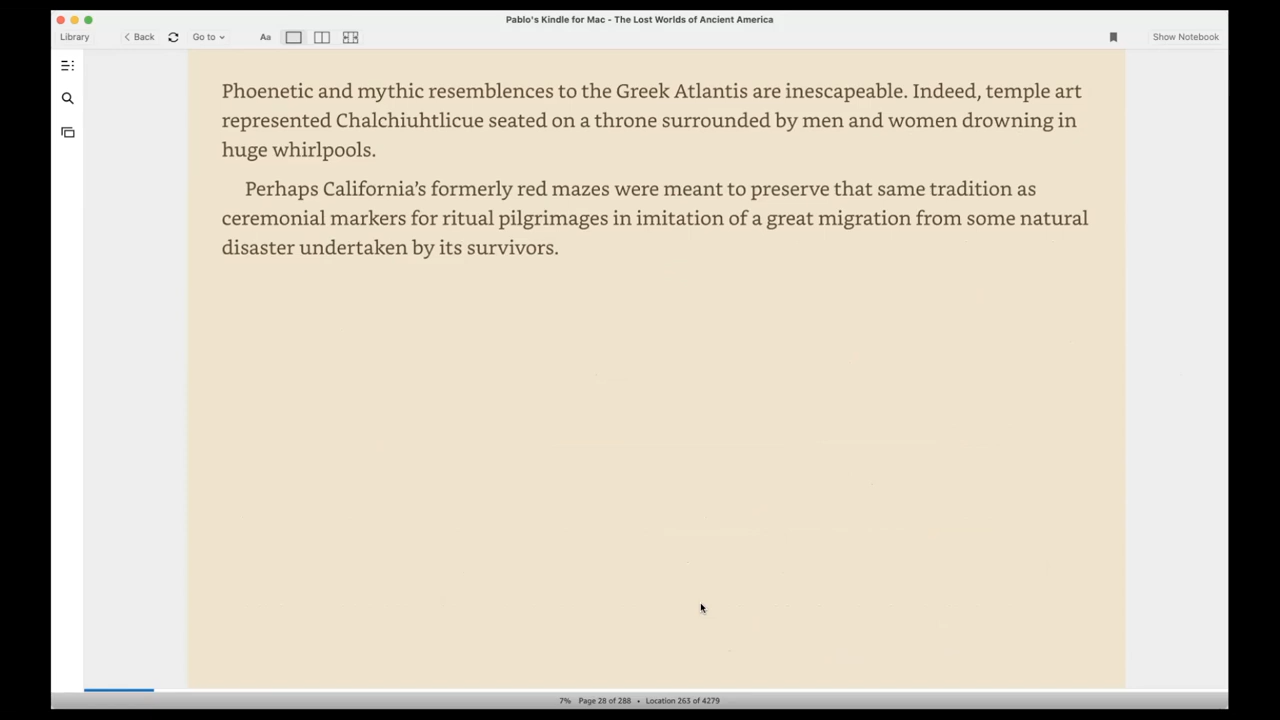 Pablo's Kindle for Mac - The Lost Worlds of Ancient America
Library
Back
Go to
Aa
Show Notebook
Phoenetic and mythic resemblences to the Greek Atlantis are inescapeable. Indeed, temple art
represented Chalchiuhtlicue seated on a throne surrounded by men and women drowning in
huge whirlpools.
Perhaps California’s formerly red mazes were meant to preserve that same tradition as
ceremonial markers for ritual pilgrimages in imitation of a great migration from some natural
disaster undertaken by its survivors.
7% Page 28 of 288 • Location 263 of 4279